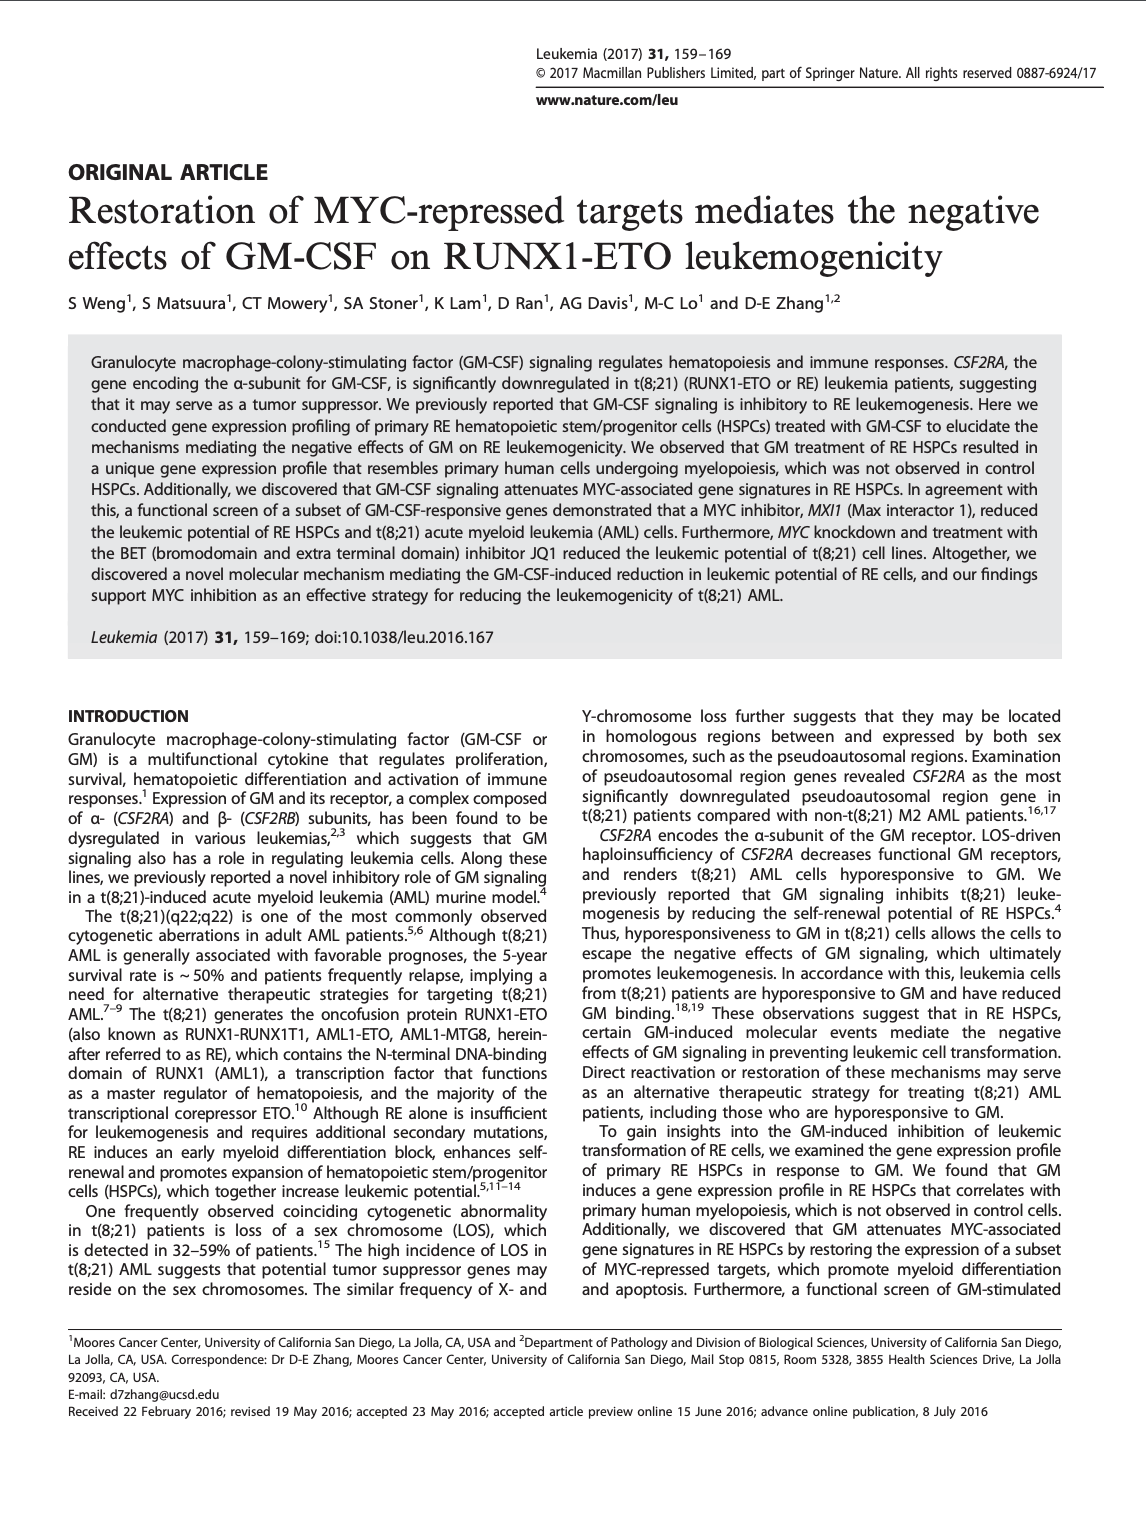 Leukemia (2017) 31, 159–169
© 2017 Macmillan Publishers Limited, part of Springer Nature. All rights reserved 0887-6924/17
www.nature.com/leu
ORIGINAL ARTICLE
Restoration of MYC-repressed targets mediates the negative
effects of GM-CSF on RUNX1-ETO leukemogenicity
S Weng1, S Matsuura1, CT Mowery1, SA Stoner1, K Lam1, D Ran1, AG Davis1, M-C Lo1 and D-E Zhang1,2
Granulocyte macrophage-colony-stimulating factor (GM-CSF) signaling regulates hematopoiesis and immune responses. CSF2RA, the
gene encoding the α-subunit for GM-CSF, is significantly downregulated in t(8;21) (RUNX1-ETO or RE) leukemia patients, suggesting
that it may serve as a tumor suppressor. We previously reported that GM-CSF signaling is inhibitory to RE leukemogenesis. Here we
conducted gene expression profiling of primary RE hematopoietic stem/progenitor cells (HSPCs) treated with GM-CSF to elucidate the
mechanisms mediating the negative effects of GM on RE leukemogenicity. We observed that GM treatment of RE HSPCs resulted in
a unique gene expression profile that resembles primary human cells undergoing myelopoiesis, which was not observed in control
HSPCs. Additionally, we discovered that GM-CSF signaling attenuates MYC-associated gene signatures in RE HSPCs. In agreement with
this, a functional screen of a subset of GM-CSF-responsive genes demonstrated that a MYC inhibitor, MXI1 (Max interactor 1), reduced
the leukemic potential of RE HSPCs and t(8;21) acute myeloid leukemia (AML) cells. Furthermore, MYC knockdown and treatment with
the BET (bromodomain and extra terminal domain) inhibitor JQ1 reduced the leukemic potential of t(8;21) cell lines. Altogether, we
discovered a novel molecular mechanism mediating the GM-CSF-induced reduction in leukemic potential of RE cells, and our findings
support MYC inhibition as an effective strategy for reducing the leukemogenicity of t(8;21) AML.
Leukemia (2017) 31, 159–169; doi:10.1038/leu.2016.167
INTRODUCTION
Granulocyte macrophage-colony-stimulating factor (GM-CSF or
GM) is a multifunctional cytokine that regulates proliferation,
survival, hematopoietic differentiation and activation of immune
responses.1 Expression of GM and its receptor, a complex composed
of α- (CSF2RA) and β- (CSF2RB) subunits, has been found to be
dysregulated in various leukemias,2,3 which suggests that GM
signaling also has a role in regulating leukemia cells. Along these
lines, we previously reported a novel inhibitory role of GM signaling
in a t(8;21)-induced acute myeloid leukemia (AML) murine model.4
The t(8;21)(q22;q22) is one of the most commonly observed
cytogenetic aberrations in adult AML patients.5,6 Although t(8;21)
AML is generally associated with favorable prognoses, the 5-year
survival rate is ~50% and patients frequently relapse, implying a
need for alternative therapeutic strategies for targeting t(8;21)
AML.7–9 The t(8;21) generates the oncofusion protein RUNX1-ETO
(also known as RUNX1-RUNX1T1, AML1-ETO, AML1-MTG8, herein-
after referred to as RE), which contains the N-terminal DNA-binding
domain of RUNX1 (AML1), a transcription factor that functions
as a master regulator of hematopoiesis, and the majority of the
transcriptional corepressor ETO.10 Although RE alone is insufficient
for leukemogenesis and requires additional secondary mutations,
RE induces an early myeloid differentiation block, enhances self-
renewal and promotes expansion of hematopoietic stem/progenitor
cells (HSPCs), which together increase leukemic potential.5,11–14
One frequently observed coinciding cytogenetic abnormality
in t(8;21) patients is loss of a sex chromosome (LOS), which
is detected in 32–59% of patients.15 The high incidence of LOS in
t(8;21) AML suggests that potential tumor suppressor genes may
reside on the sex chromosomes. The similar frequency of X- and
Y-chromosome loss further suggests that they may be located
in homologous regions between and expressed by both sex
chromosomes, such as the pseudoautosomal regions. Examination
of pseudoautosomal region genes revealed CSF2RA as the most
significantly downregulated pseudoautosomal region gene in
t(8;21) patients compared with non-t(8;21) M2 AML patients.16,17
CSF2RA encodes the α-subunit of the GM receptor. LOS-driven
haploinsufficiency of CSF2RA decreases functional GM receptors,
and renders t(8;21) AML cells hyporesponsive to GM. We
previously reported that GM signaling inhibits t(8;21) leuke-
mogenesis by reducing the self-renewal potential of RE HSPCs.4
Thus, hyporesponsiveness to GM in t(8;21) cells allows the cells to
escape the negative effects of GM signaling, which ultimately
promotes leukemogenesis. In accordance with this, leukemia cells
from t(8;21) patients are hyporesponsive to GM and have reduced
GM binding.18,19 These observations suggest that in RE HSPCs,
certain GM-induced molecular events mediate the negative
effects of GM signaling in preventing leukemic cell transformation.
Direct reactivation or restoration of these mechanisms may serve
as an alternative therapeutic strategy for treating t(8;21) AML
patients, including those who are hyporesponsive to GM.
To gain insights into the GM-induced inhibition of leukemic
transformation of RE cells, we examined the gene expression profile
of primary RE HSPCs in response to GM. We found that GM
induces a gene expression profile in RE HSPCs that correlates with
primary human myelopoiesis, which is not observed in control cells.
Additionally, we discovered that GM attenuates MYC-associated
gene signatures in RE HSPCs by restoring the expression of a subset
of MYC-repressed targets, which promote myeloid differentiation
and apoptosis. Furthermore, a functional screen of GM-stimulated
1Moores Cancer Center, University of California San Diego, La Jolla, CA, USA and 2Department of Pathology and Division of Biological Sciences, University of California San Diego,
La Jolla, CA, USA. Correspondence: Dr D-E Zhang, Moores Cancer Center, University of California San Diego, Mail Stop 0815, Room 5328, 3855 Health Sciences Drive, La Jolla
92093, CA, USA.
E-mail: d7zhang@ucsd.edu
Received 22 February 2016; revised 19 May 2016; accepted 23 May 2016; accepted article preview online 15 June 2016; advance online publication, 8 July 2016